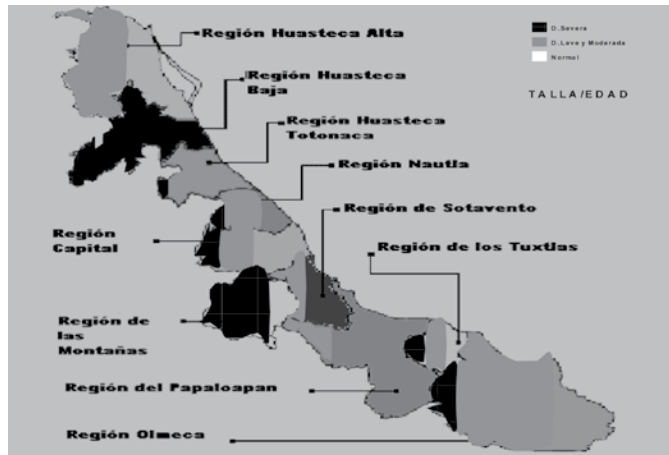 Región Huasteca Alta
D. Severa
D. Leve y Moderada
Normal
TALLA/EDAD
Región Huasteca
Baja
Región Huasteca
Totonaca
Región Nautla
Región de Sotavento
Región
Capital
Región de los Tuxtlas
Región de
las
Montañas
Región del Papaloapan
Región Olmeca